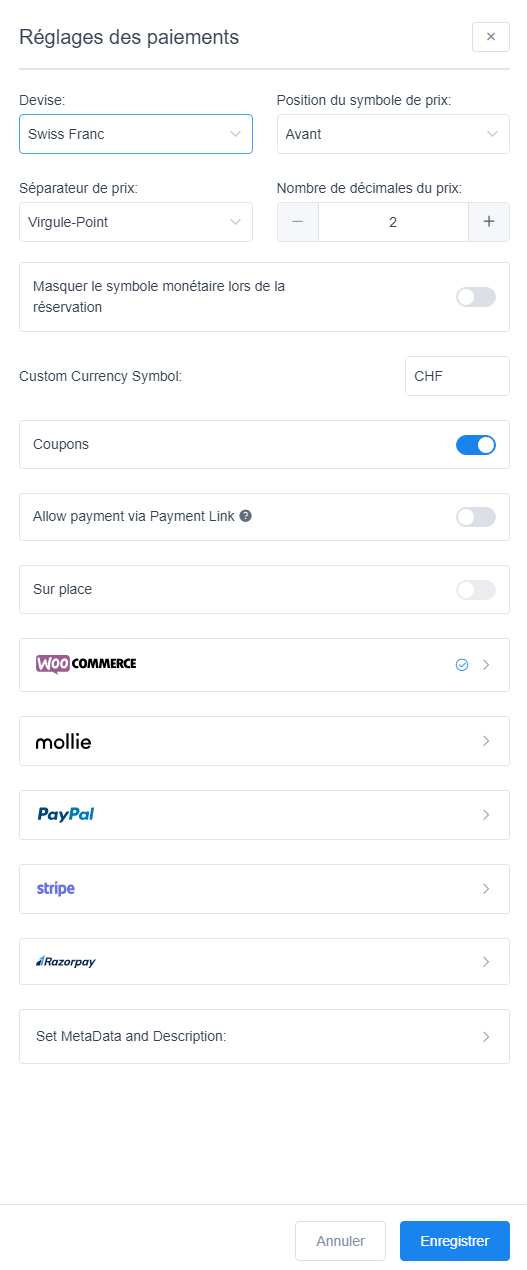 Réglages des paiements
Devise:
Position du symbole de prix:
Swiss Franc
Avant
Séparateur de prix:
Nombre de décimales du prix:
Virgule-Point
2
Masquer le symbole monétaire lors de la
réservation
Custom Currency Symbol:
CHF
Coupons
Allow payment via Payment Link
Sur place
WOO COMMERCE
mollie
PayPal
stripe
Razorpay
Set MetaData and Description:
Annuler
Enregistrer